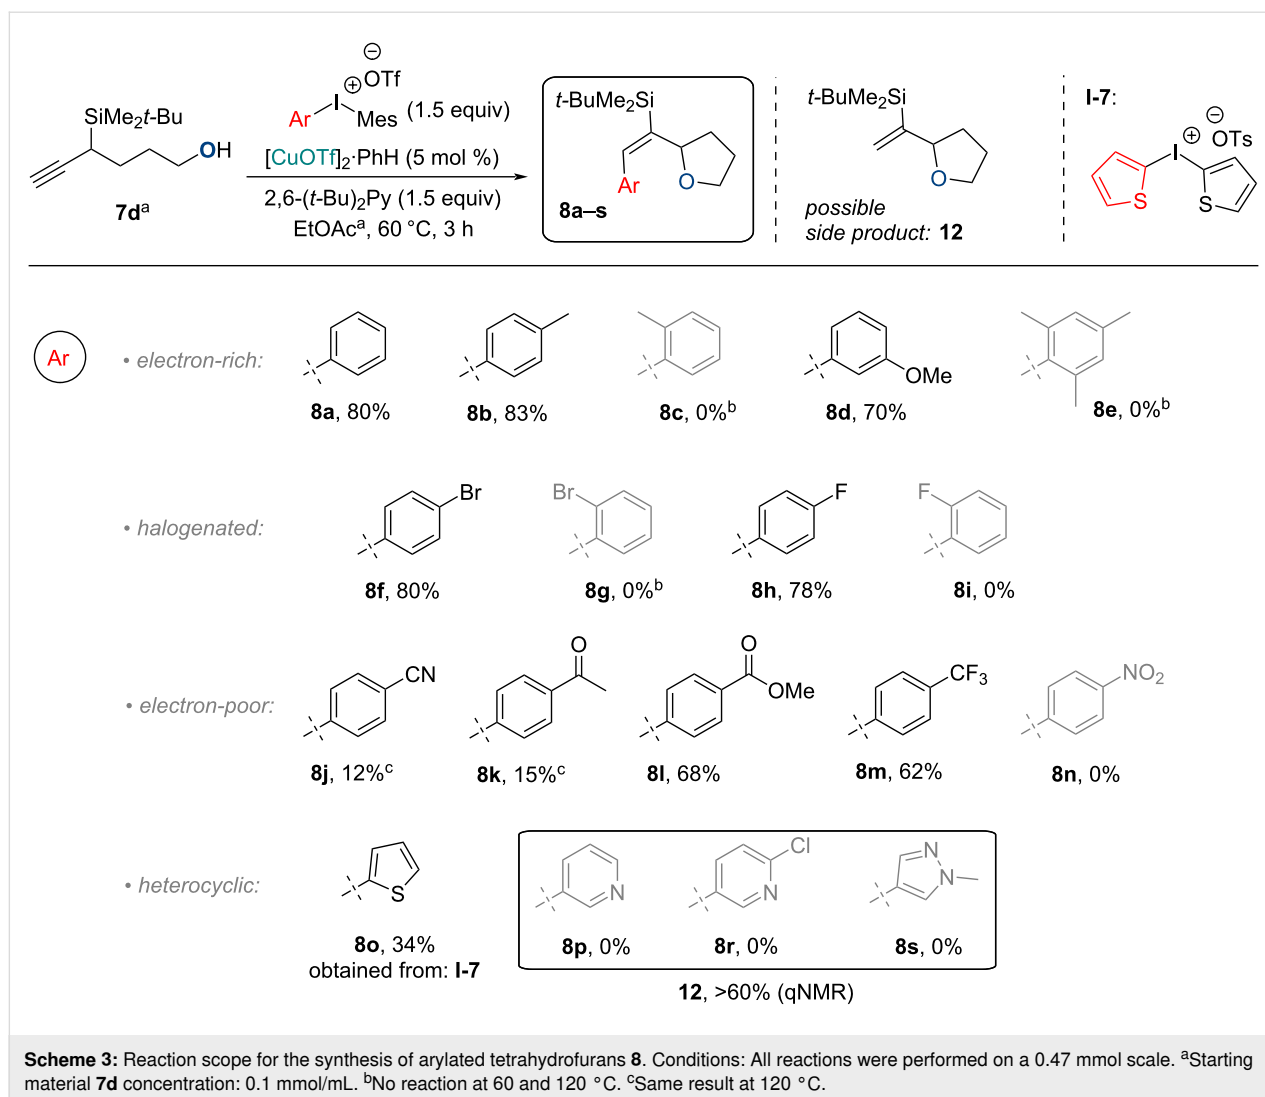 SiMe2t-Bu
OH
7dᵃ
⊖
⊕ OTf
I
Ar Mes (1.5 equiv)
[CuOTf]2·PhH (5 mol %)
2,6-(t-Bu)2Py (1.5 equiv)
EtOAcᵃ, 60 °C, 3 h
t-BuMe2Si
Ar
O
8a–s
t-BuMe2Si
O
possible
side product: 12
I-7:
⊖
⊕ OTs
I
S S
Ar
• electron-rich:
OMe
8a, 80%
8b, 83%
8c, 0%ᵇ
8d, 70%
8e, 0%ᵇ
• halogenated:
Br
Br
F
F
8f, 80%
8g, 0%ᵇ
8h, 78%
8i, 0%
• electron-poor:
CN
O
O
OMe
CF3
NO2
8j, 12%ᶜ
8k, 15%ᶜ
8l, 68%
8m, 62%
8n, 0%
• heterocyclic:
S
N
Cl
N
N
N
8o, 34%
obtained from: I-7
8p, 0%
8r, 0%
8s, 0%
12, >60% (qNMR)
Scheme 3: Reaction scope for the synthesis of arylated tetrahydrofurans 8. Conditions: All reactions were performed on a 0.47 mmol scale. ᵃStarting
material 7d concentration: 0.1 mmol/mL. ᵇNo reaction at 60 and 120 °C. ᶜSame result at 120 °C.